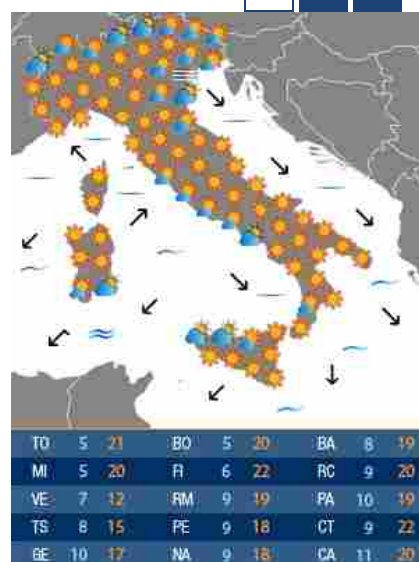 TO 5 21 BO 5 20 BA 8 19
MI 5 20 FI 6 22 RC 9 20
VE 7 12 RM 9 19 PA 10 19
TS 8 15 PE 9 18 CT 9 22
GE 10 17 NA 9 18 CA 11 20